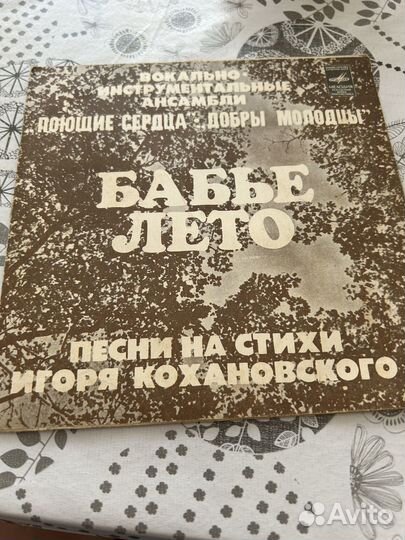 ВОКАЛЬНО-
ИНСТРУМЕНТАЛЬНЫЕ
АНСАМБЛИ
"ПОЮЩИЕ СЕРДЦА", "ДОБРЫ МОЛОДЦЫ"
МЕЛОДИЯ
БАБЬЕ
ЛЕТО
ПЕСНИ НА СТИХИ
ИГОРЯ КОХАНОВСКОГО
Avito